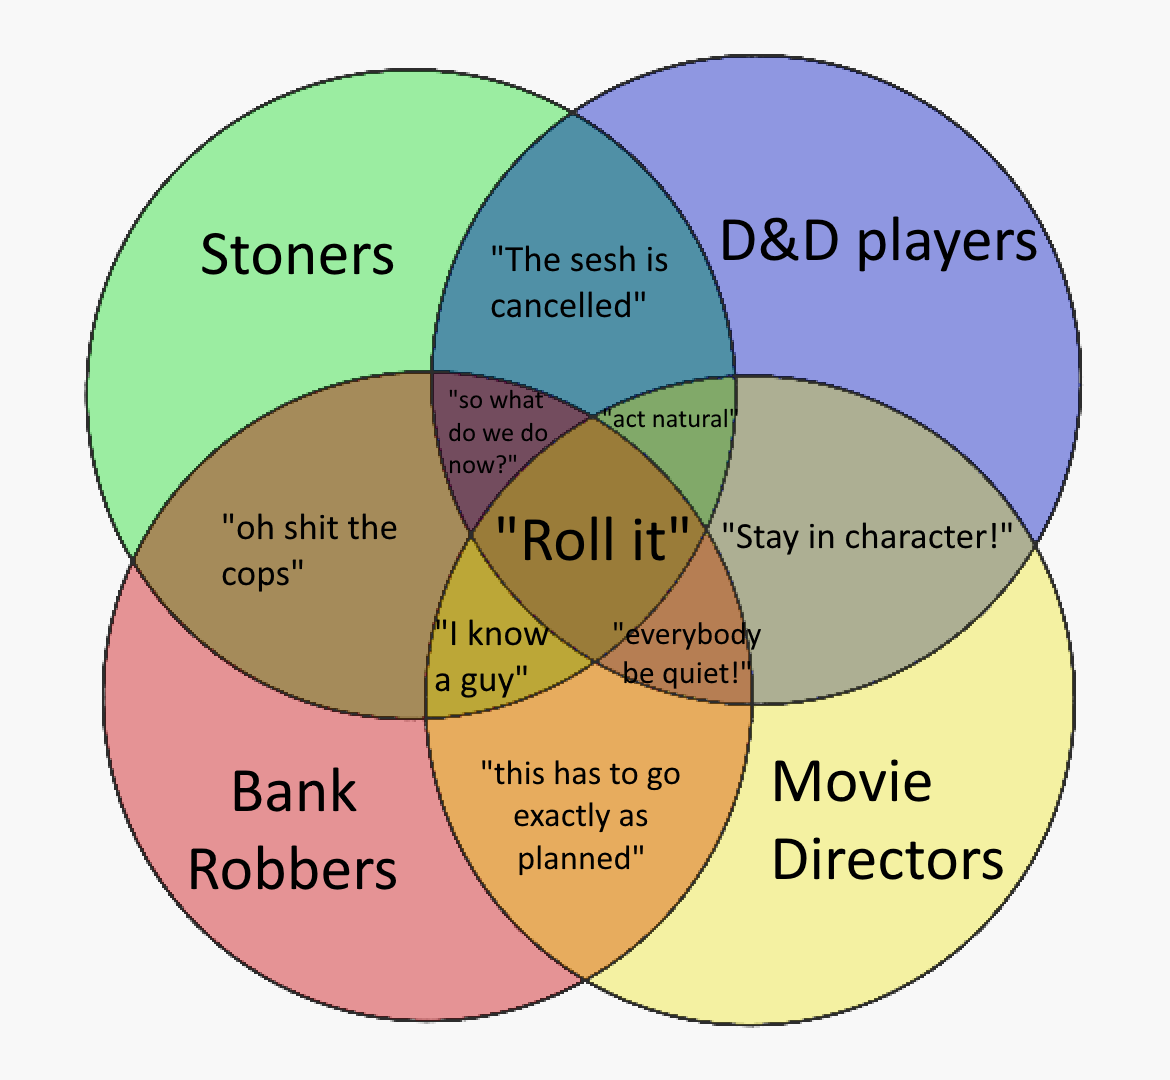 Stoners
D&D players
"The sesh is
cancelled"
"so what
do we do
now?"
"act natural"
"oh shit the
cops"
"Roll it"
"Stay in character!"
"I know
a guy"
"everybody
be quiet!"
"this has to go
exactly as
planned"
Bank
Robbers
Movie
Directors